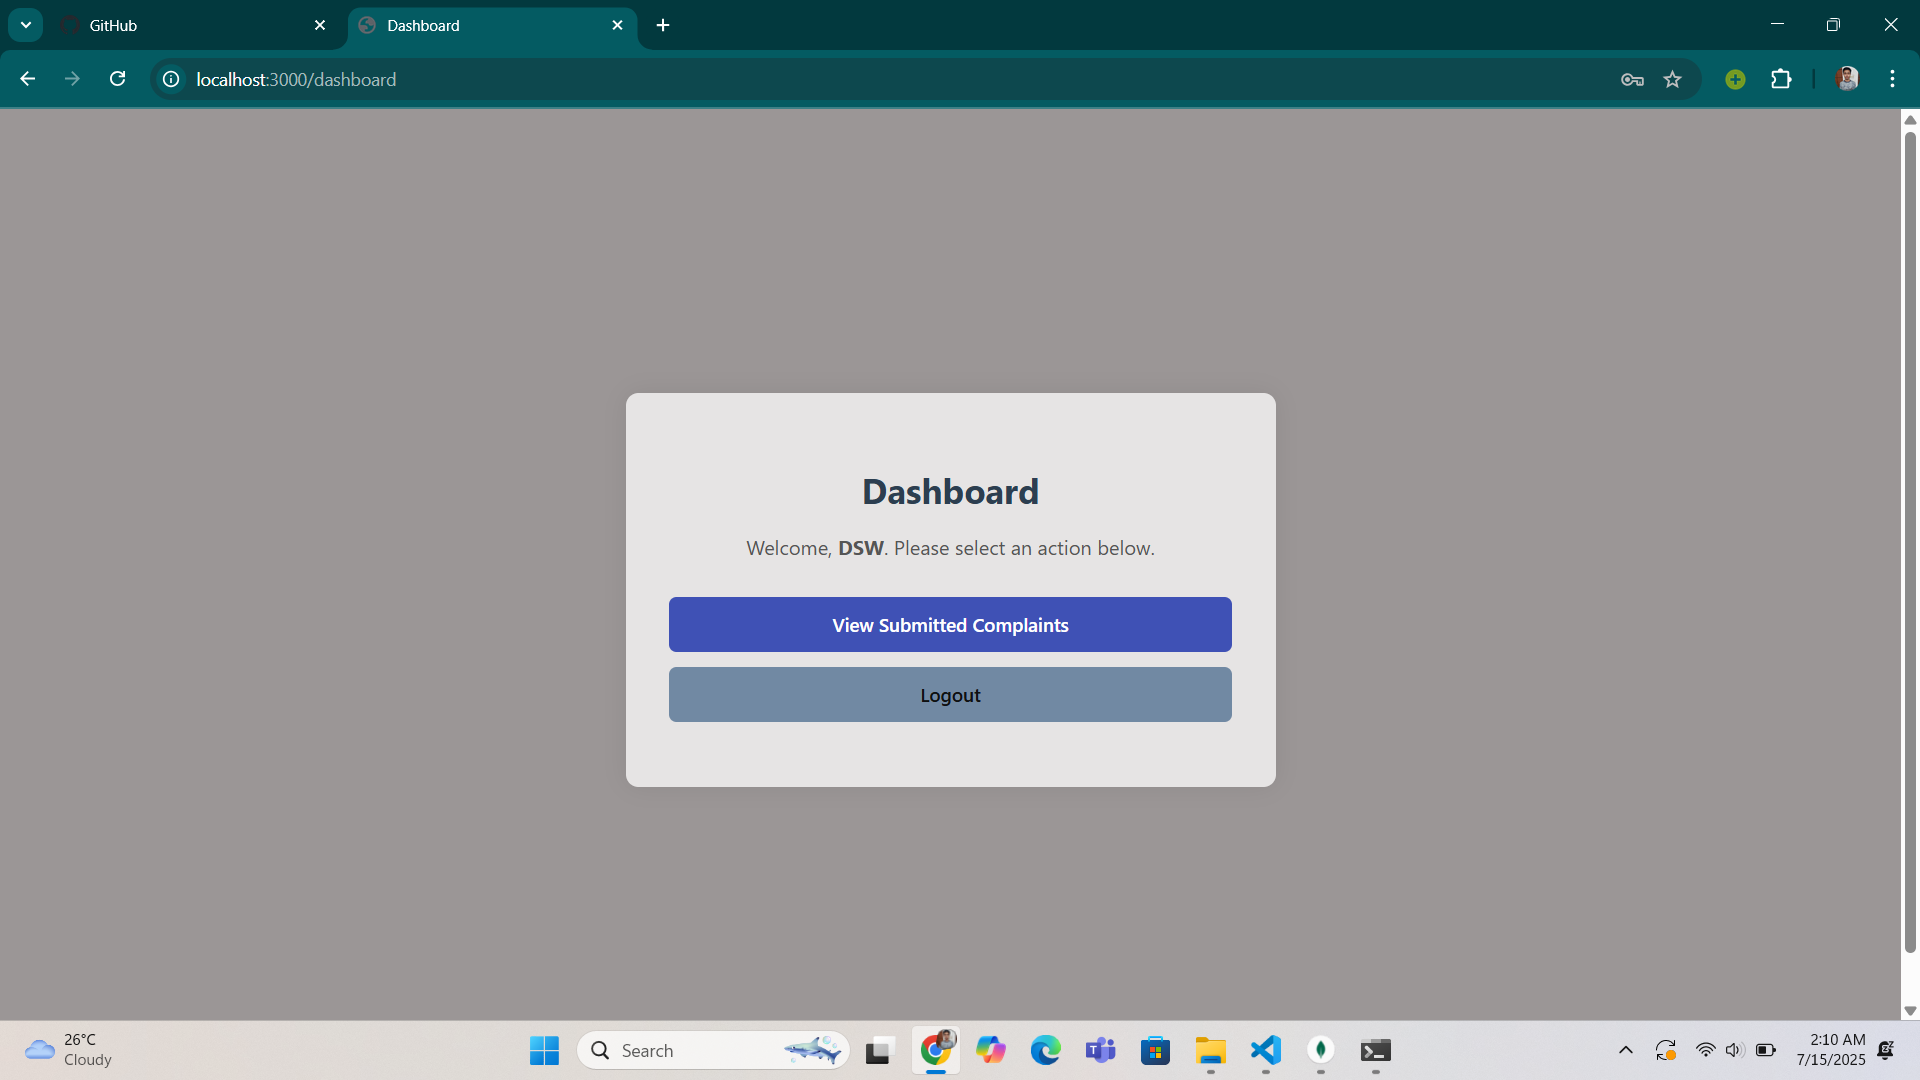 GitHub
Dashboard
localhost:3000/dashboard
Dashboard
Welcome, DSW. Please select an action below.
View Submitted Complaints
Logout
26°C
Cloudy
Search
2:10 AM
7/15/2025